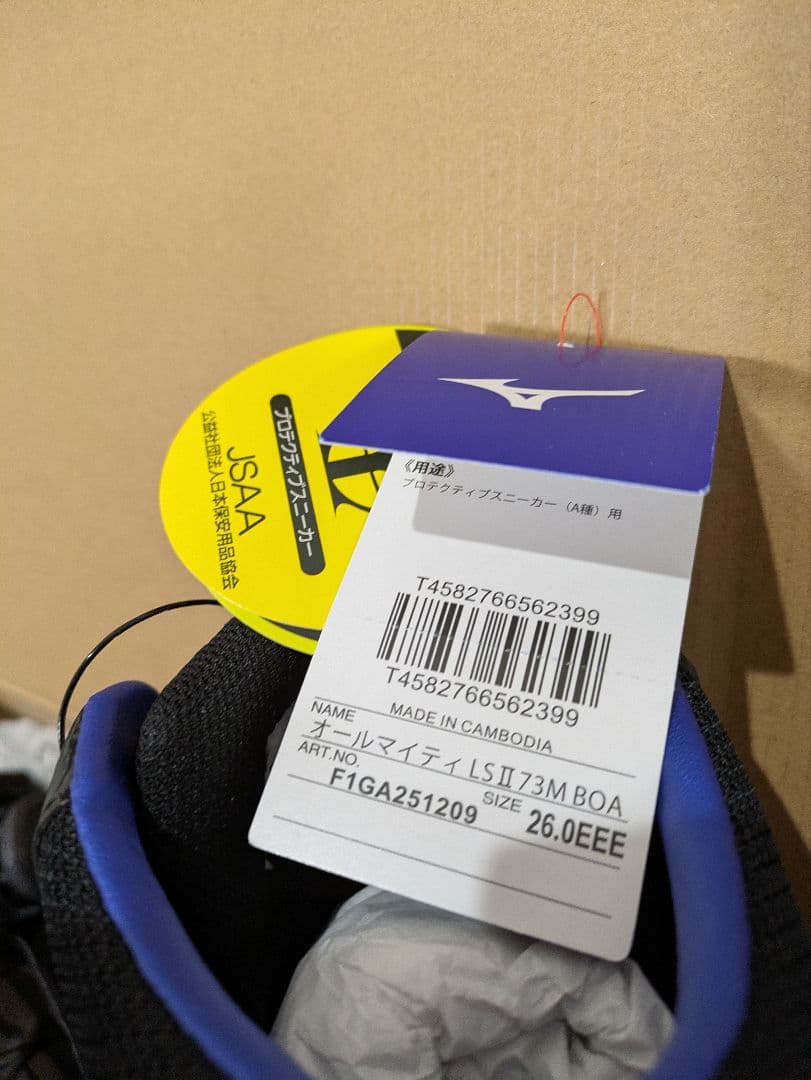 プロテクティブスニーカー
JSAA
公益社団法人日本保安用品協会
《用途》
プロテクティブスニーカー（A種）用
T4582766562399
T4582766562399
MADE IN CAMBODIA
NAME
オールマイティ LSⅡ73M BOA
ART.NO.
F1GA251209
SIZE 26.0EEE